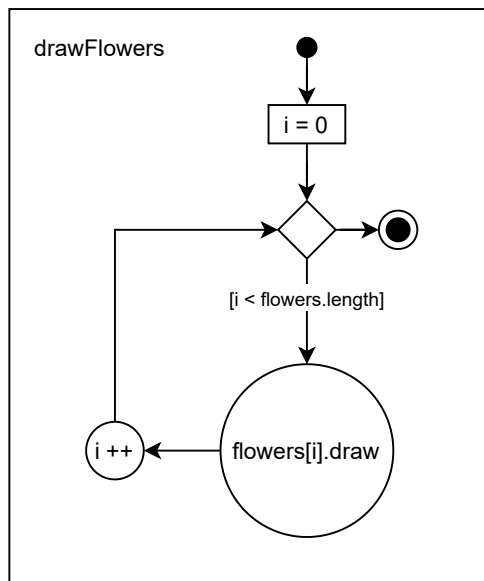 drawFlowers
i = 0
[i < flowers.length]
flowers[i].draw
i ++